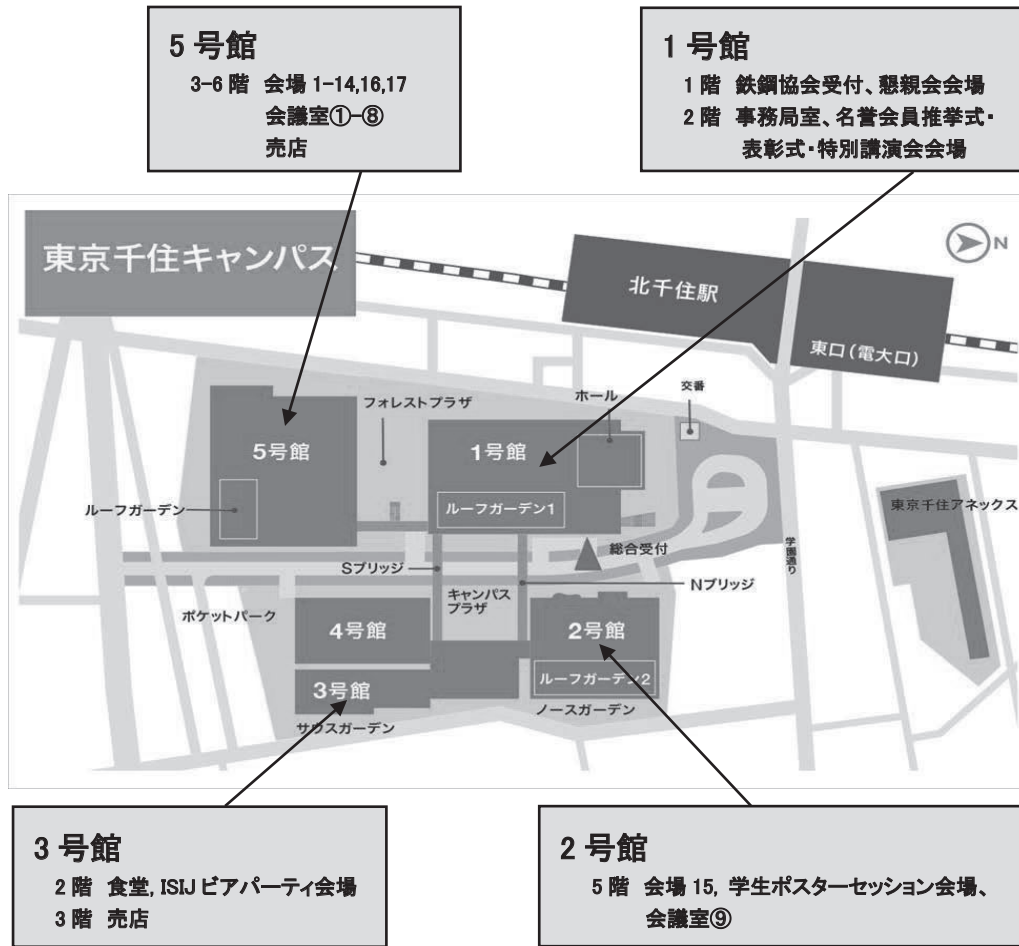 5 号館
3-6 階 会場 1-14,16,17
会議室①-⑧
売店
1 号館
1 階 鉄鋼協会受付、懇親会会場
2 階 事務局室、名誉会員推挙式・
表彰式・特別講演会会場
東京千住キャンパス
北千住駅
N
東口(電大口)
交番
ホール
フォレストプラザ
5号館
1号館
ルーフガーデン
ルーフガーデン1
東京千住アネックス
総合受付
学園通り
Sブリッジ
Nブリッジ
キャンパス
プラザ
ポケットパーク
4号館
2号館
3号館
ルーフガーデン2
サウスガーデン
ノースガーデン
3 号館
2 階 食堂, ISIJ ビアパーティ会場
3 階 売店
2 号館
5 階 会場 15, 学生ポスターセッション会場、
会議室⑨